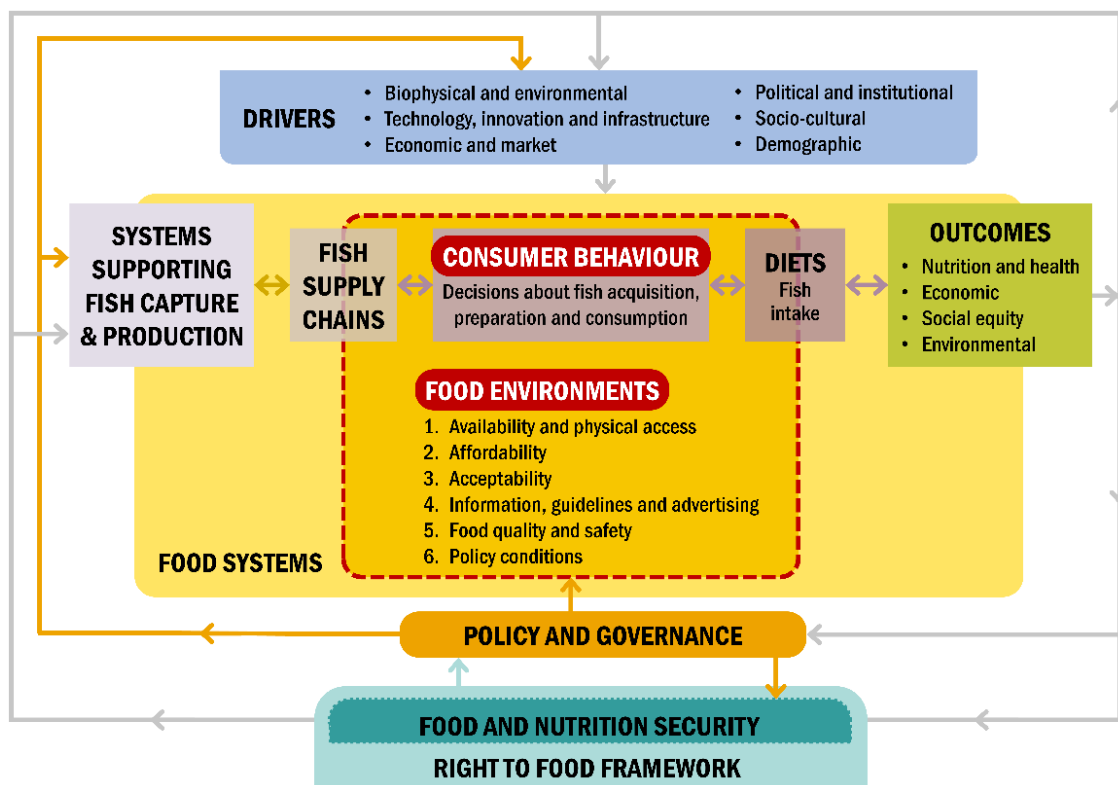 DRIVERS
• Biophysical and environmental
• Technology, innovation and infrastructure
• Economic and market
• Political and institutional
• Socio-cultural
• Demographic
SYSTEMS
SUPPORTING
FISH CAPTURE
& PRODUCTION
FISH
SUPPLY
CHAINS
CONSUMER BEHAVIOUR
Decisions about fish acquisition,
preparation and consumption
DIETS
Fish
intake
OUTCOMES
• Nutrition and health
• Economic
• Social equity
• Environmental
FOOD ENVIRONMENTS
1. Availability and physical access
2. Affordability
3. Acceptability
4. Information, guidelines and advertising
5. Food quality and safety
6. Policy conditions
FOOD SYSTEMS
POLICY AND GOVERNANCE
FOOD AND NUTRITION SECURITY
RIGHT TO FOOD FRAMEWORK